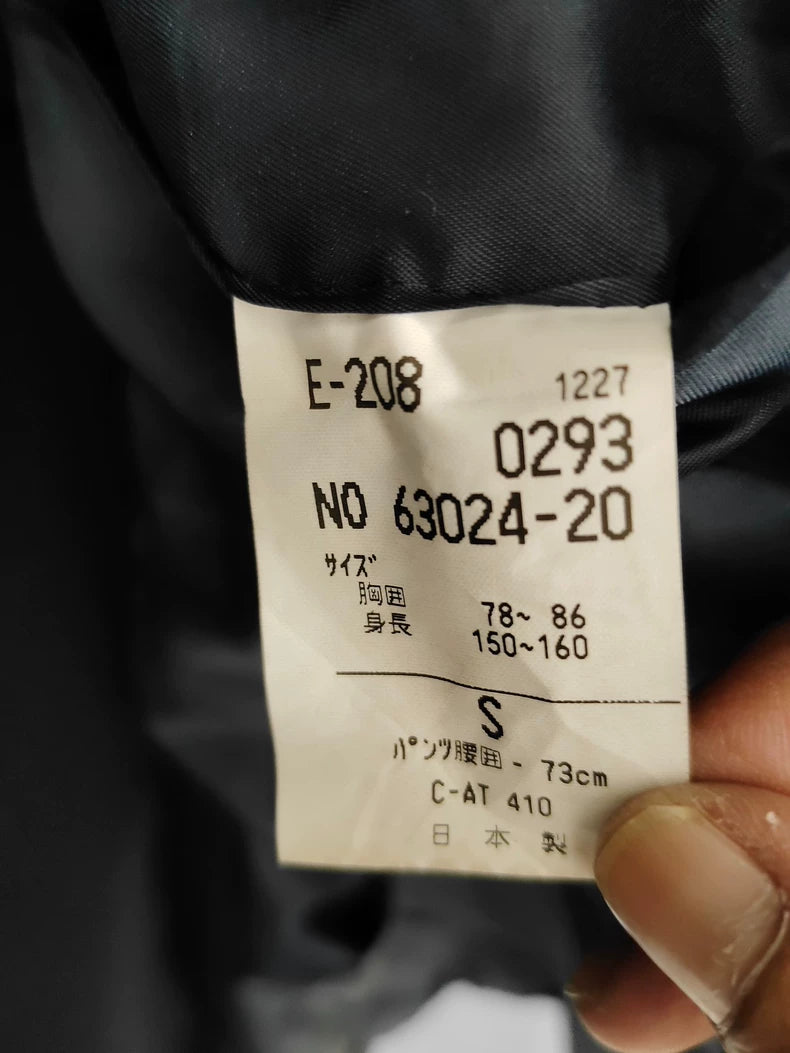 E-208 1227
0293
NO 63024-20
サイズ
胸囲 78~ 86
身長 150~160
S
パンツ腰囲 - 73cm
C-AT 410
日本製